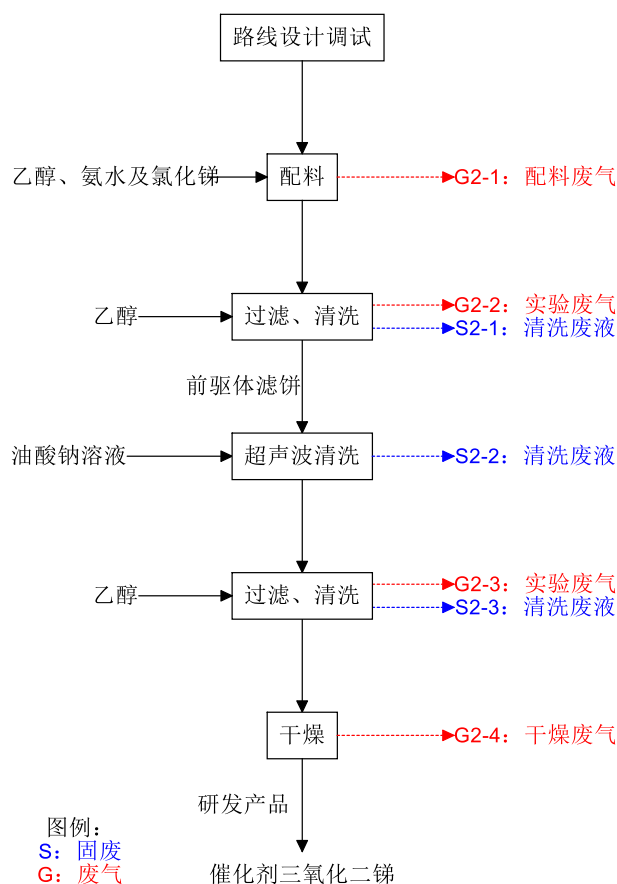 路线设计调试
乙醇、氨水及氯化锑
配料
G2-1：配料废气
乙醇
过滤、清洗
G2-2：实验废气
S2-1：清洗废液
前驱体滤饼
油酸钠溶液
超声波清洗
S2-2：清洗废液
乙醇
过滤、清洗
G2-3：实验废气
S2-3：清洗废液
干燥
G2-4：干燥废气
研发产品
图例：
S：固废
G：废气
催化剂三氧化二锑